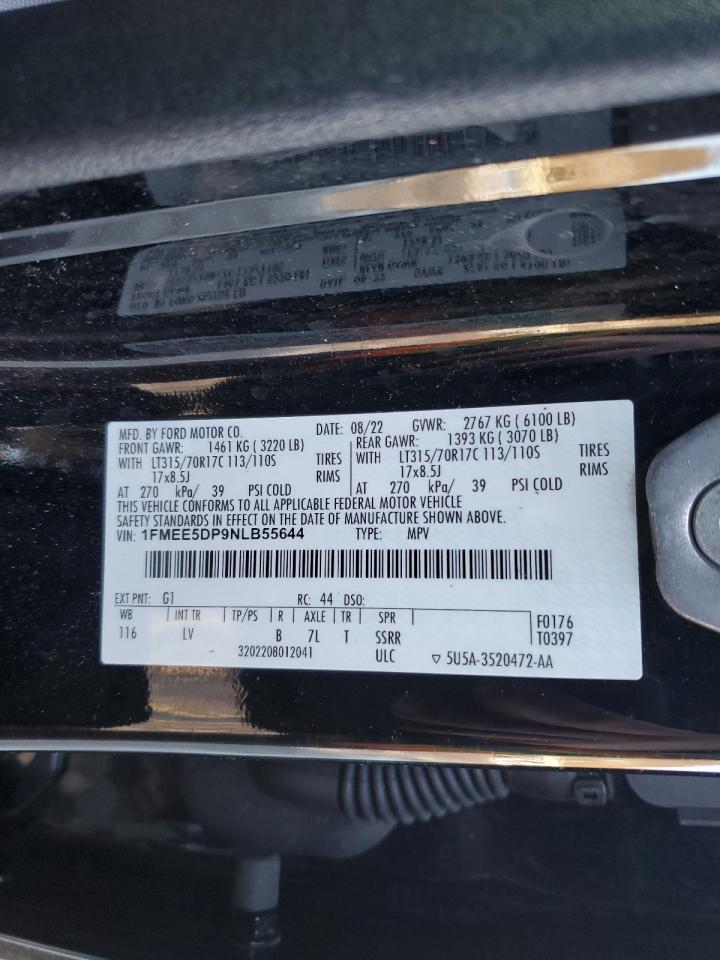 MFD. BY FORD MOTOR CO. DATE: 08/22 GVWR: 2767 KG ( 6100 LB)
FRONT GAWR: 1461 KG ( 3220 LB) REAR GAWR: 1393 KG ( 3070 LB)
WITH LT315/70R17C 113/110S TIRES WITH LT315/70R17C 113/110S TIRES
17x8.5J RIMS 17x8.5J RIMS
AT 270 kPa/ 39 PSI COLD AT 270 kPa/ 39 PSI COLD
THIS VEHICLE CONFORMS TO ALL APPLICABLE FEDERAL MOTOR VEHICLE
SAFETY STANDARDS IN EFFECT ON THE DATE OF MANUFACTURE SHOWN ABOVE.
VIN: 1FMEE5DP9NLB55644 TYPE: MPV
EXT PNT: G1 RC: 44 DSO:
WB INT TR TP/PS R AXLE TR SPR
116 LV B 7L T SSRR
F0176
T0397
3202208012041 ULC ▽ 5U5A-3520472-AA